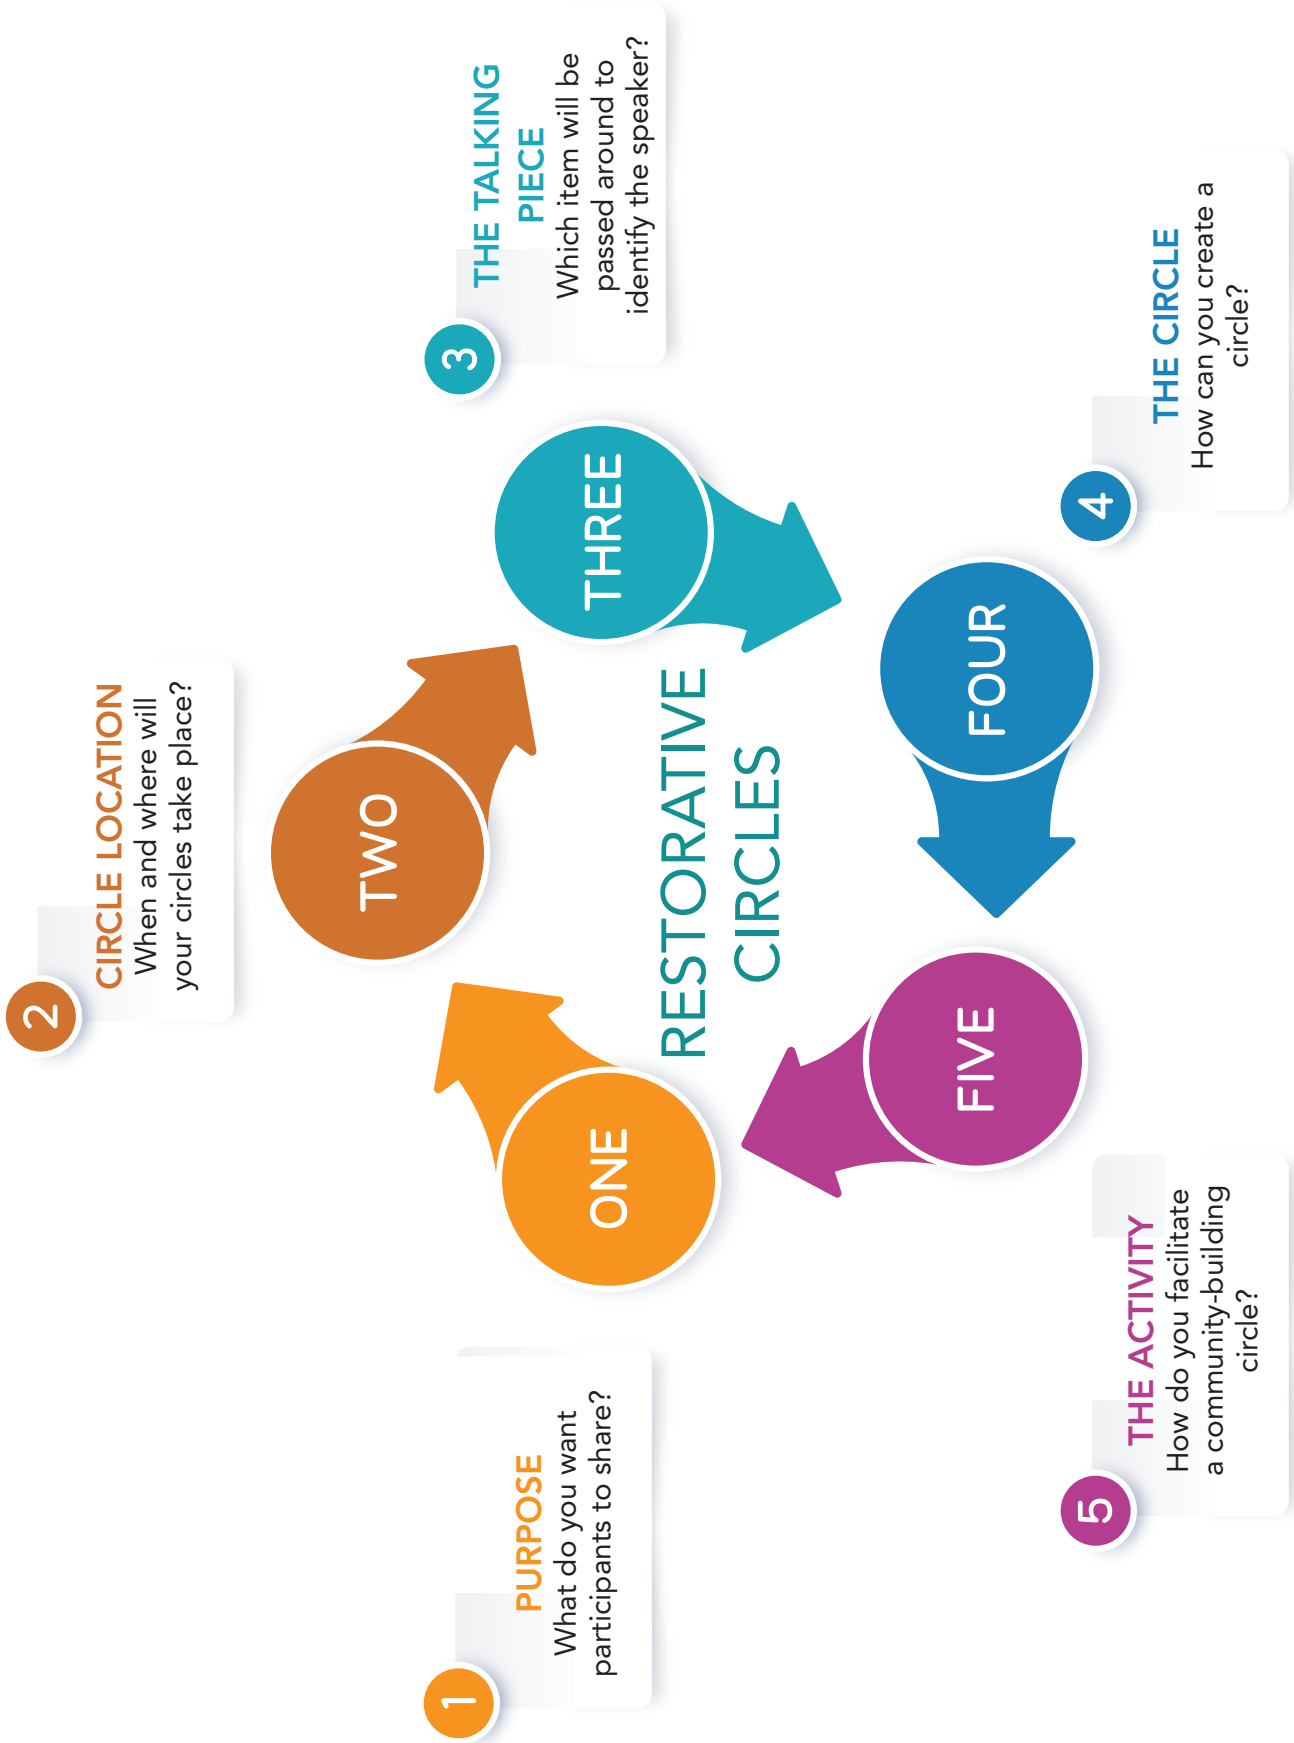 1
PURPOSE
What do you want
participants to share?
2
CIRCLE LOCATION
When and where will
your circles take place?
3
THE TALKING
PIECE
Which item will be
passed around to
identify the speaker?
4
THE CIRCLE
How can you create a
circle?
5
THE ACTIVITY
How do you facilitate
a community-building
circle?
ONE
TWO
THREE
FOUR
FIVE
RESTORATIVE
CIRCLES